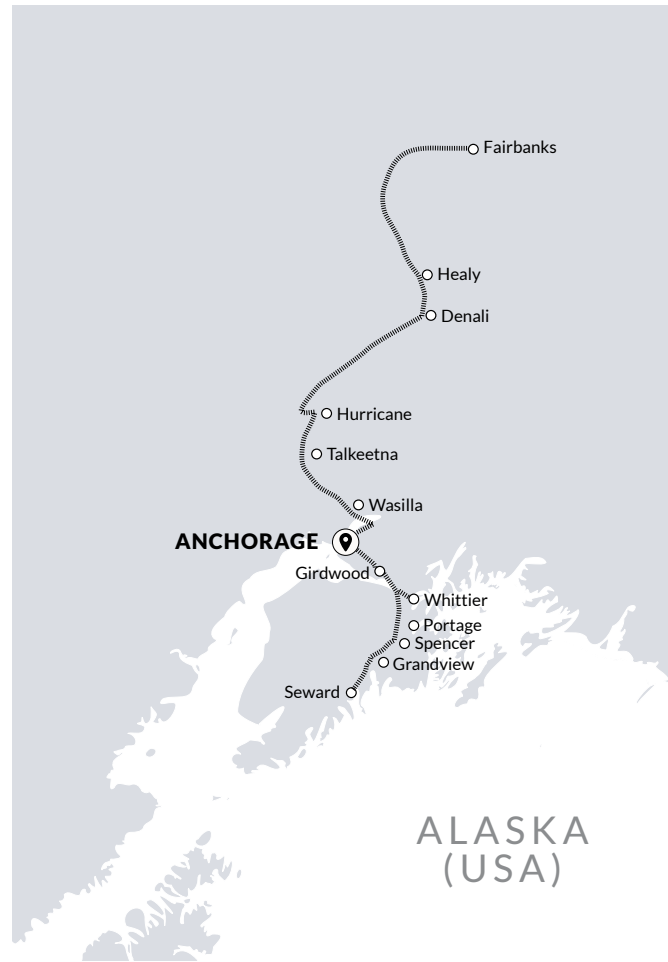 Fairbanks
Healy
Denali
Hurricane
Talkeetna
Wasilla
ANCHORAGE
Girdwood
Whittier
Portage
Spencer
Grandview
Seward
ALASKA
(USA)